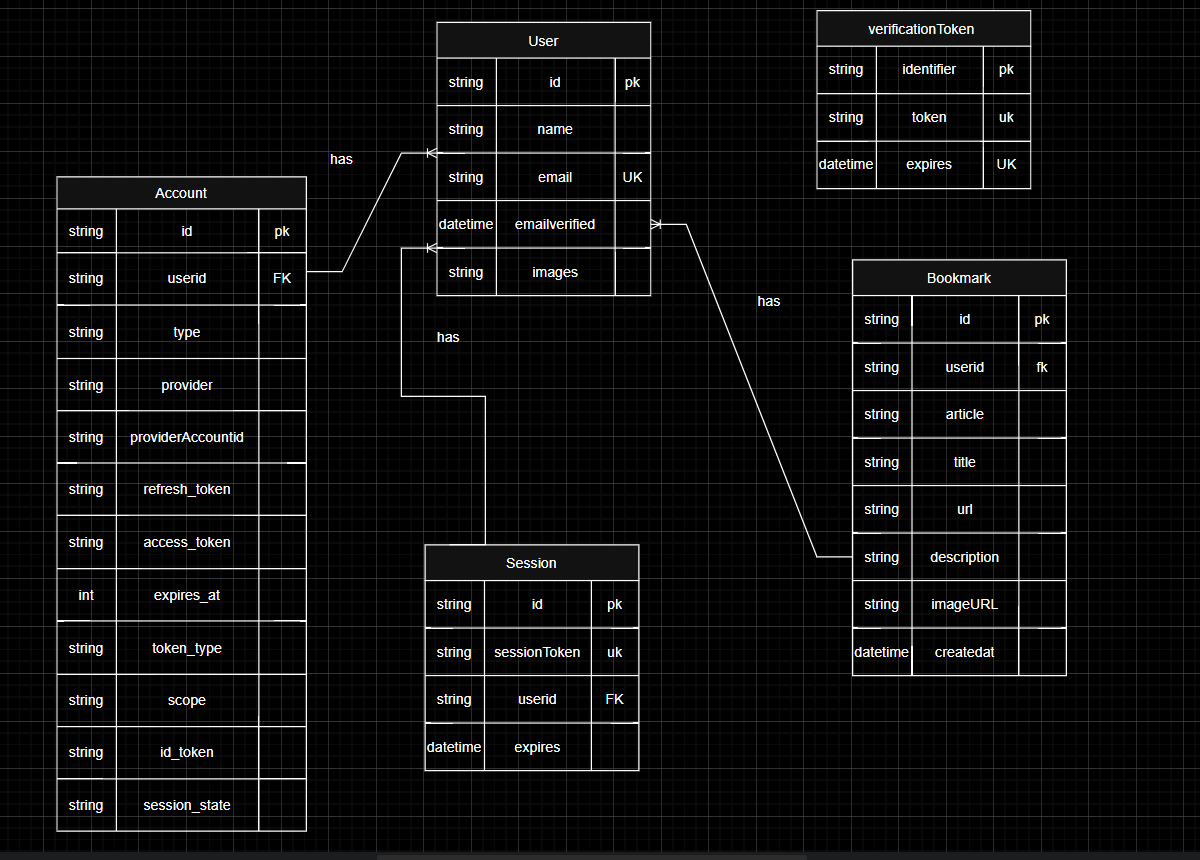 User
string id pk
string name
string email UK
datetime emailverified
string images
verificationToken
string identifier pk
string token uk
datetime expires UK
has
Account
string id pk
string userid FK
string type
string provider
string providerAccountid
string refresh_token
string access_token
int expires_at
string token_type
string scope
string id_token
string session_state
has
has
Bookmark
string id pk
string userid fk
string article
string title
string url
string description
string imageURL
datetime createdat
Session
string id pk
string sessionToken uk
string userid FK
datetime expires